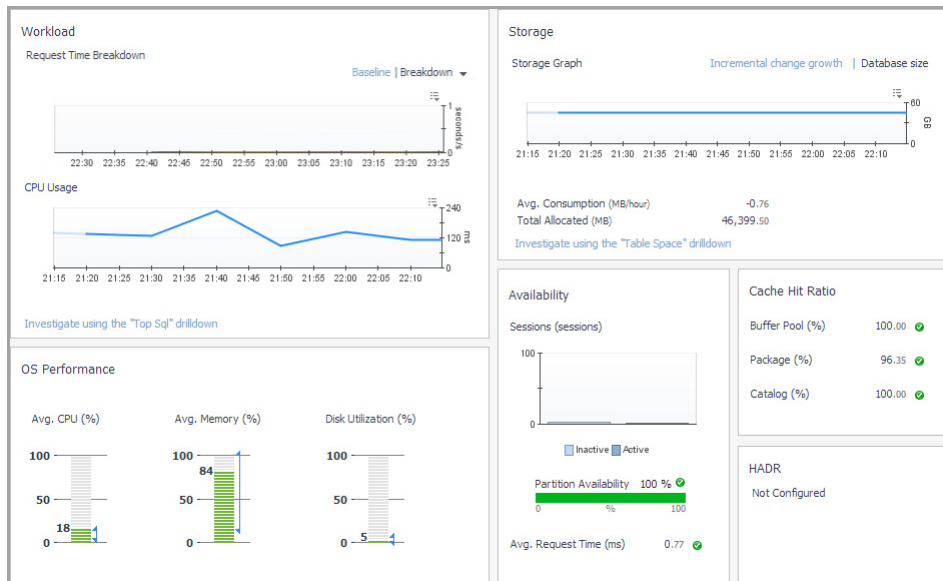 Workload
Request Time Breakdown
Baseline | Breakdown
1
seconds/s
0
22:30 22:35 22:40 22:45 22:50 22:55 23:00 23:05 23:10 23:15 23:20 23:25
CPU Usage
240
120
ms
0
21:15 21:20 21:25 21:30 21:35 21:40 21:45 21:50 21:55 22:00 22:05 22:10
Investigate using the "Top Sql" drilldown
OS Performance
Avg. CPU (%)
100
50
18
0
Avg. Memory (%)
100
84
50
0
Disk Utilization (%)
100
50
5
0
Storage
Storage Graph
Incremental change growth | Database size
60
GB
0
21:15 21:20 21:25 21:30 21:35 21:40 21:45 21:50 21:55 22:00 22:05 22:10
Avg. Consumption (MB/hour) -0.76
Total Allocated (MB) 46,399.50
Investigate using the "Table Space" drilldown
Availability
Sessions (sessions)
100
0
Inactive Active
Partition Availability 100 %
0 % 100
Avg. Request Time (ms) 0.77
Cache Hit Ratio
Buffer Pool (%) 100.00
Package (%) 96.35
Catalog (%) 100.00
HADR
Not Configured